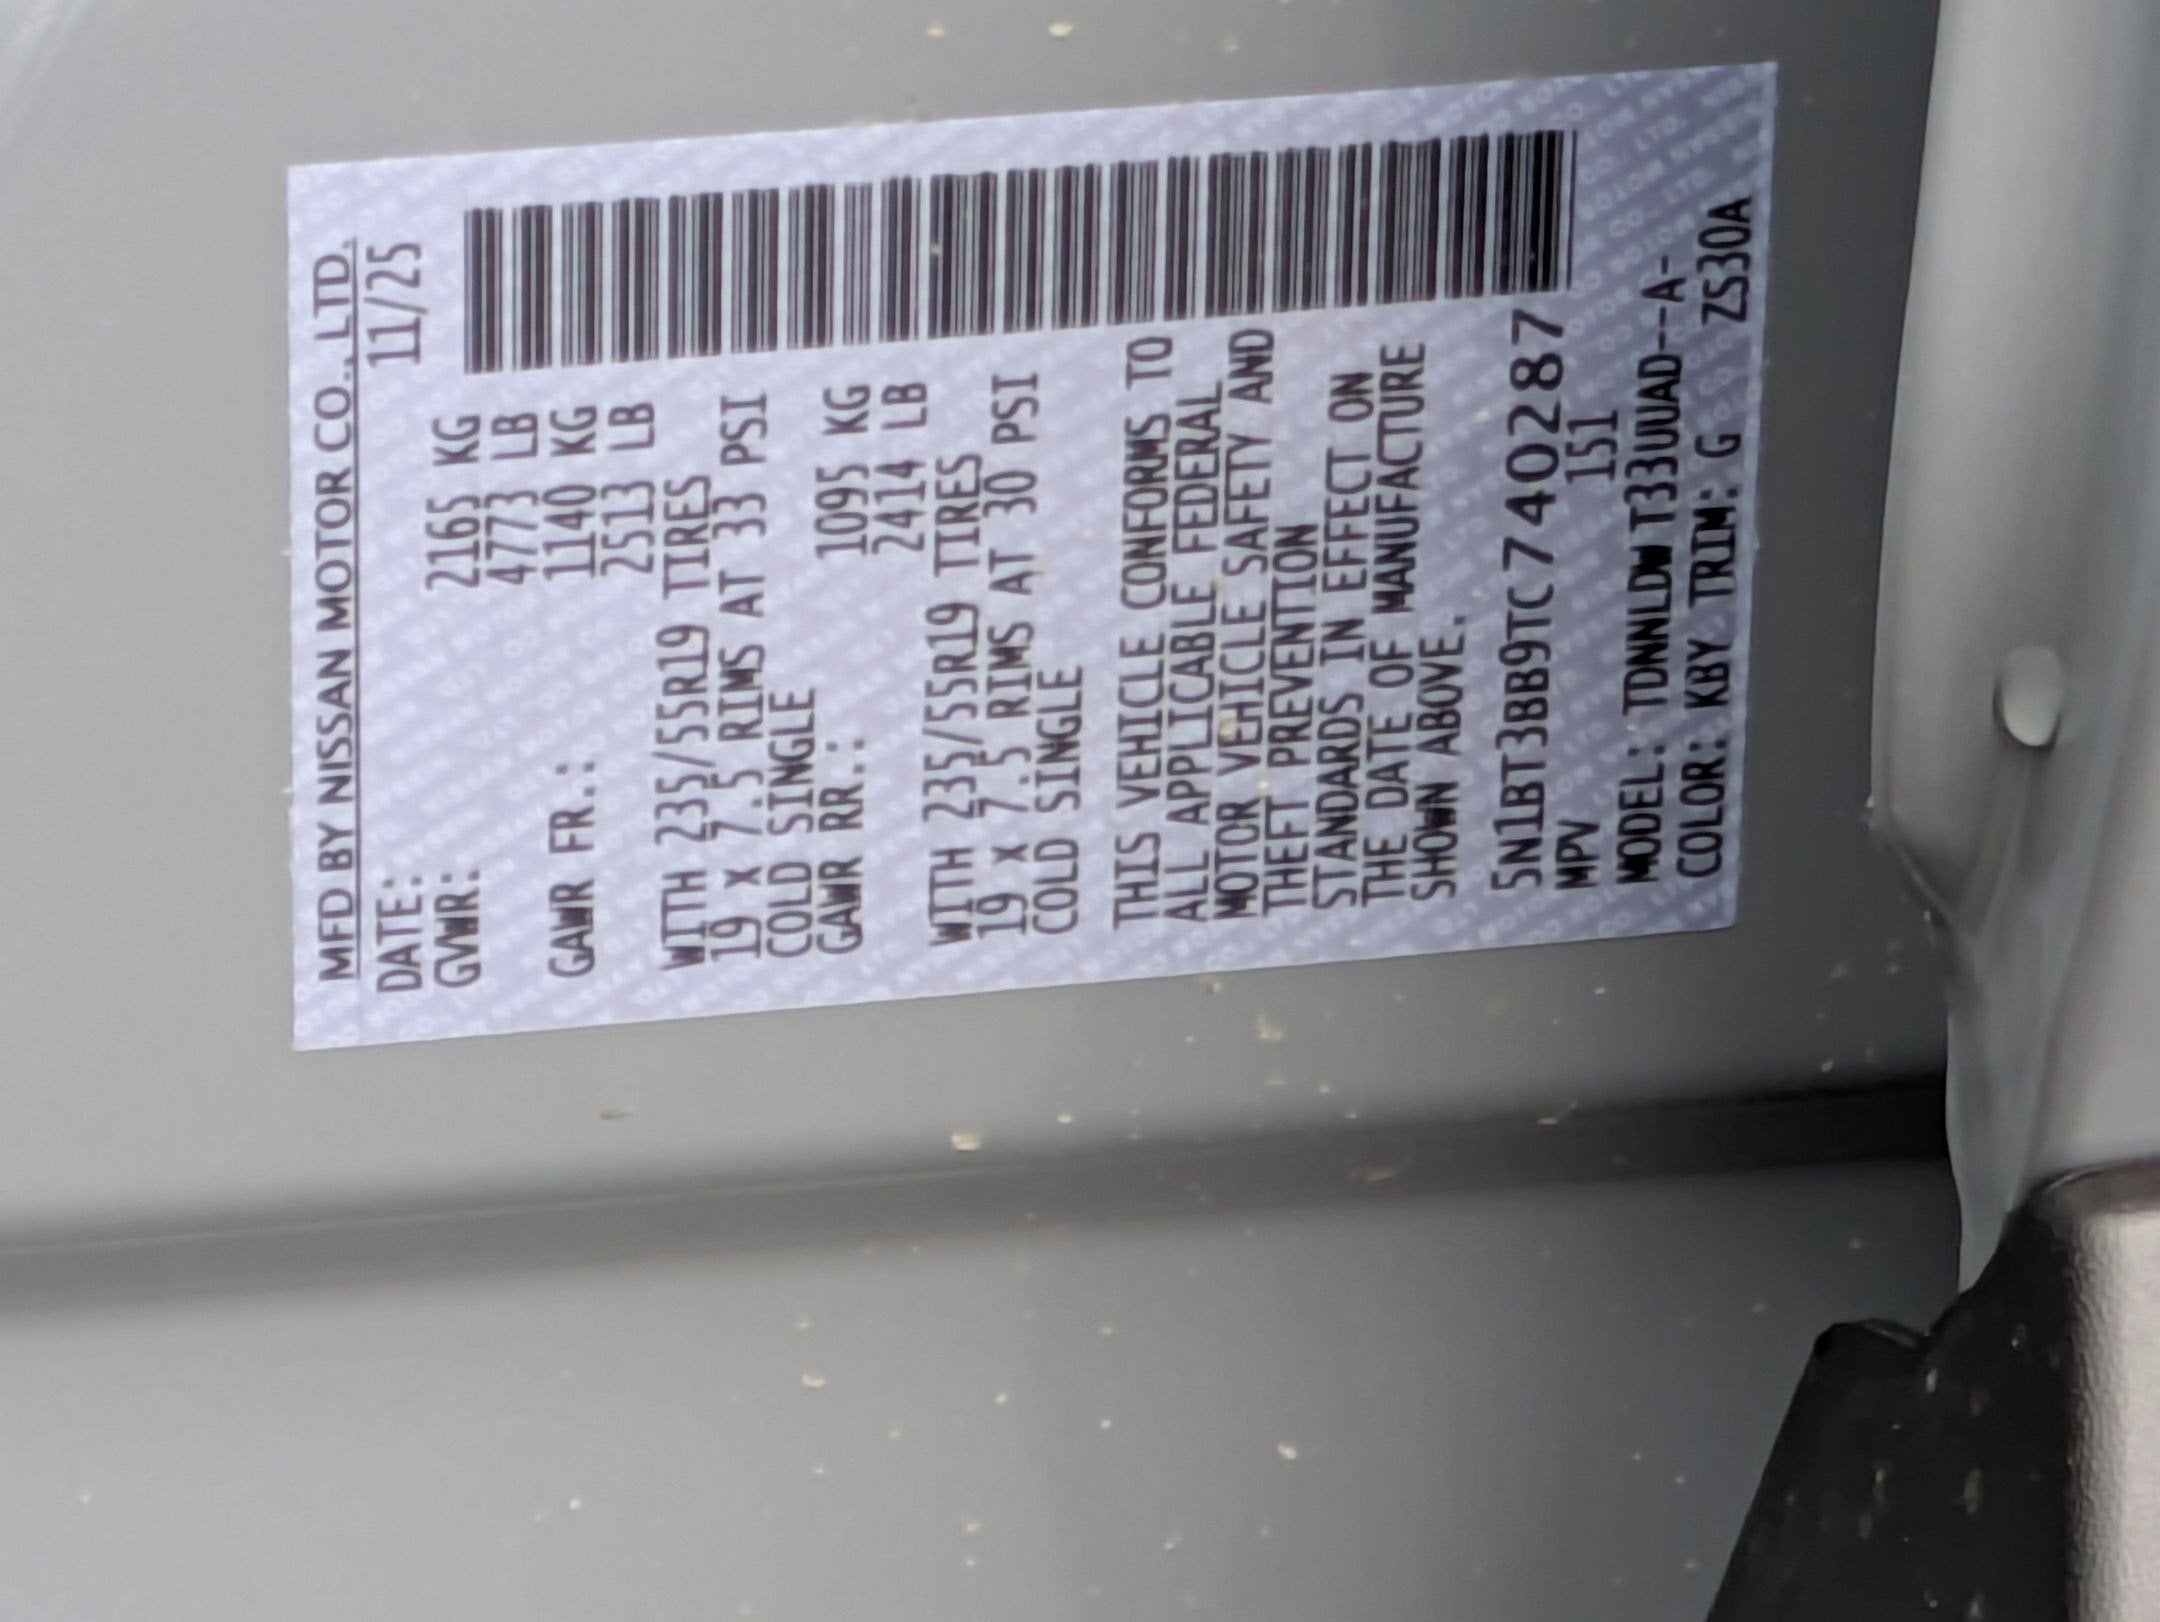 MFD BY NISSAN MOTOR CO., LTD.
DATE: 11/25
GVWR: 2165 KG
4773 LB
GAWR FR.: 1140 KG
2513 LB
WITH 235/55R19 TIRES
19 X 7.5 RIMS AT 33 PSI
COLD SINGLE
GAWR RR.: 1095 KG
2414 LB
WITH 235/55R19 TIRES
19 X 7.5 RIMS AT 30 PSI
COLD SINGLE
THIS VEHICLE CONFORMS TO
ALL APPLICABLE FEDERAL
MOTOR VEHICLE SAFETY AND
THEFT PREVENTION
STANDARDS IN EFFECT ON
THE DATE OF MANUFACTURE
SHOWN ABOVE.
5N1BT3BB9TC740287
MPV 151
MODEL: TDNNLDWT33UUAD--A-
COLOR: KBY TRIM: G ZS30A